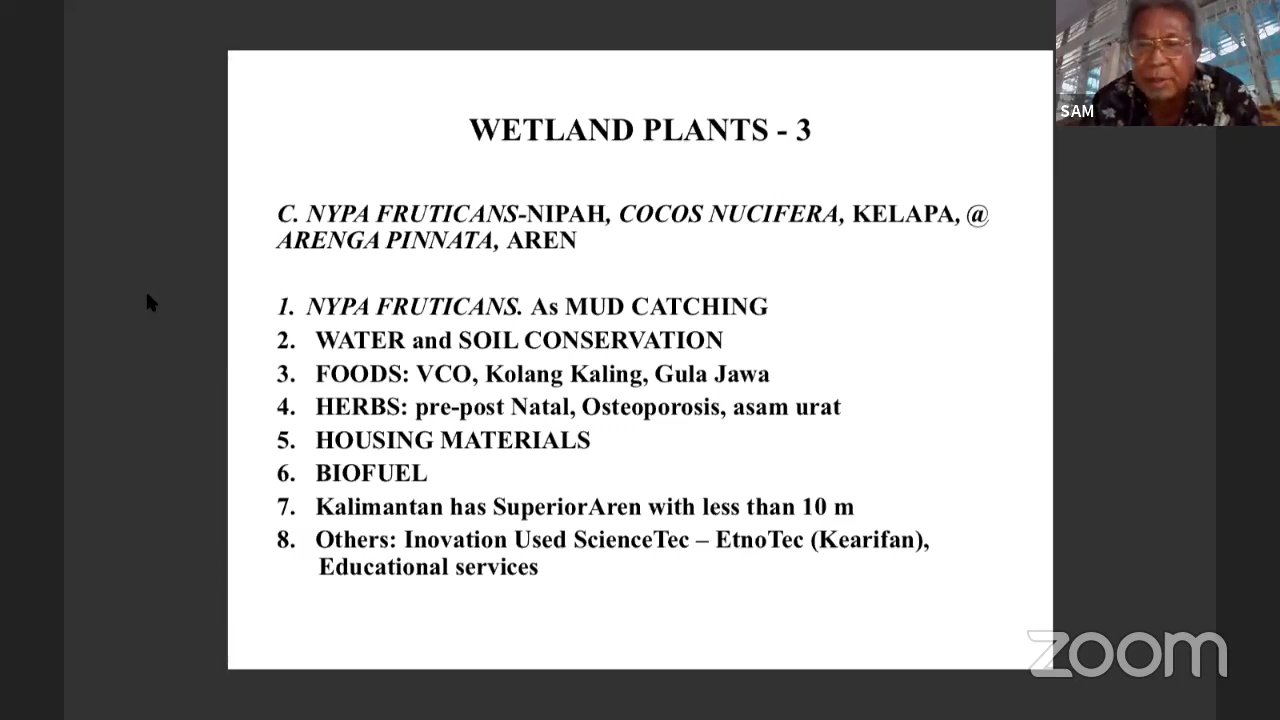 WETLAND PLANTS - 3
C. NYPA FRUTICANS-NIPAH, COCOS NUCIFERA, KELAPA, @
ARENGA PINNATA, AREN
1. NYPA FRUTICANS. As MUD CATCHING
2. WATER and SOIL CONSERVATION
3. FOODS: VCO, Kolang Kaling, Gula Jawa
4. HERBS: pre-post Natal, Osteoporosis, asam urat
5. HOUSING MATERIALS
6. BIOFUEL
7. Kalimantan has SuperiorAren with less than 10 m
8. Others: Inovation Used ScienceTec – EtnoTec (Kearifan),
Educational services
SAM
zoom